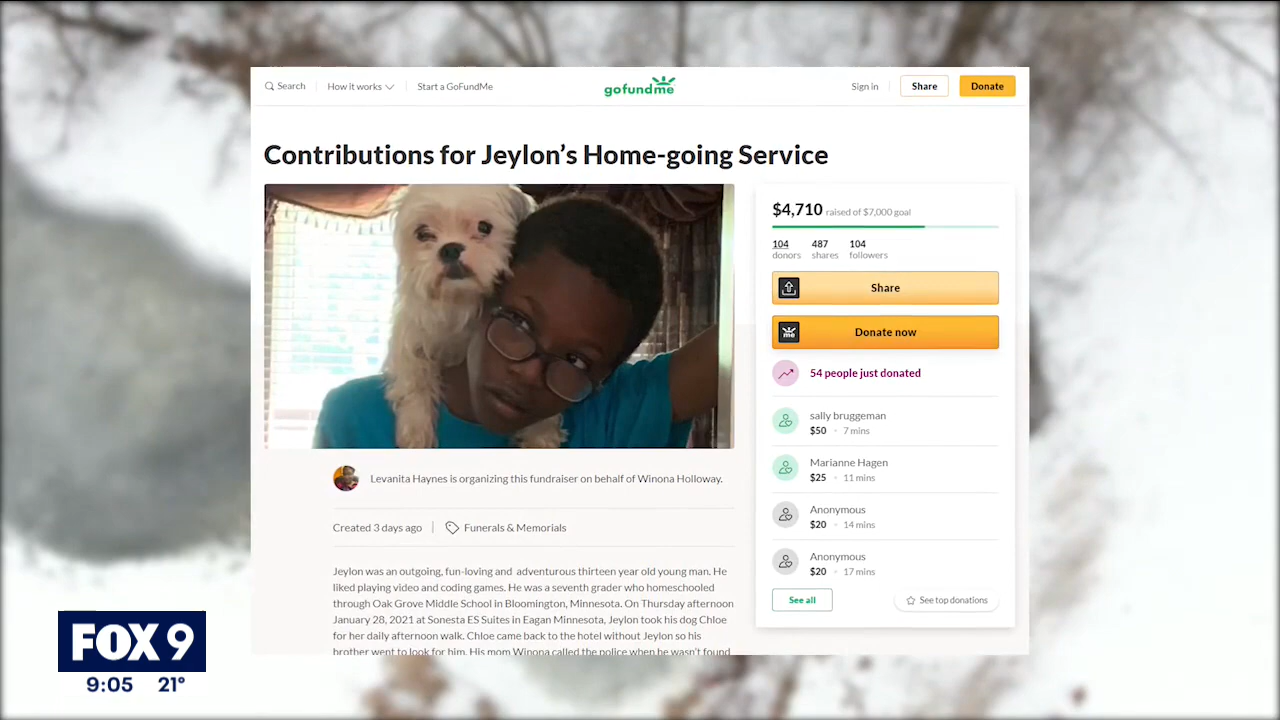 Search
How it works
Start a GoFundMe
gofundme
Sign in
Share
Donate
Contributions for Jeylon's Home-going Service
$4,710 raised of $7,000 goal
104 487 104
donors shares followers
Share
me Donate now
54 people just donated
sally bruggeman
$50 • 7 mins
Marianne Hagen
$25 • 11 mins
Anonymous
$20 • 14 mins
Anonymous
$20 • 17 mins
See all
See top donations
Levanita Haynes is organizing this fundraiser on behalf of Winona Holloway.
Created 3 days ago
Funerals & Memorials
Jeylon was an outgoing, fun-loving and adventurous thirteen year old young man. He
liked playing video and coding games. He was a seventh grader who homeschooled
through Oak Grove Middle School in Bloomington, Minnesota. On Thursday afternoon
January 28, 2021 at Sonesta ES Suites in Eagan Minnesota, Jeylon took his dog Chloe
for her daily afternoon walk. Chloe came back to the hotel without Jeylon so his
brother went to look for him. His mom Winona called the police when he wasn't found
FOX 9
9:05 21°